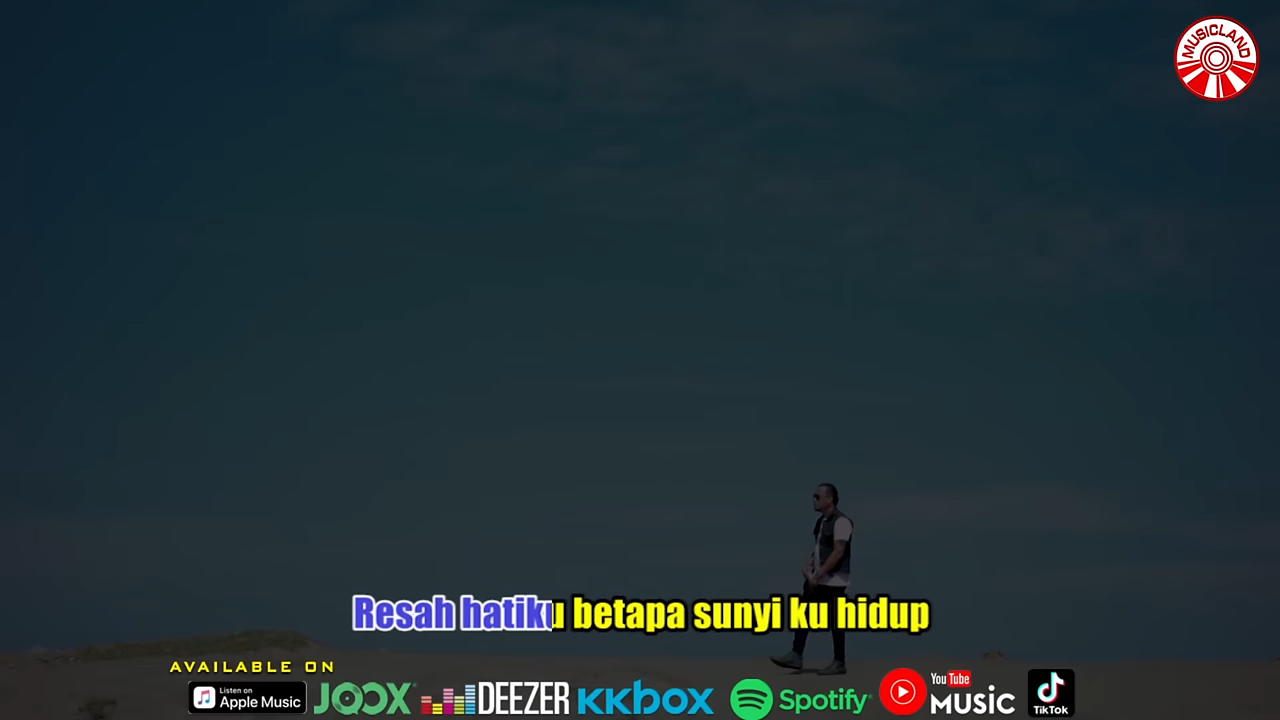 MUSICLAND
Resah hatiku betapa sunyi ku hidup
AVAILABLE ON
Listen on Apple Music JOOX DEEZER KKBOX Spotify YouTube MUSIC TikTok